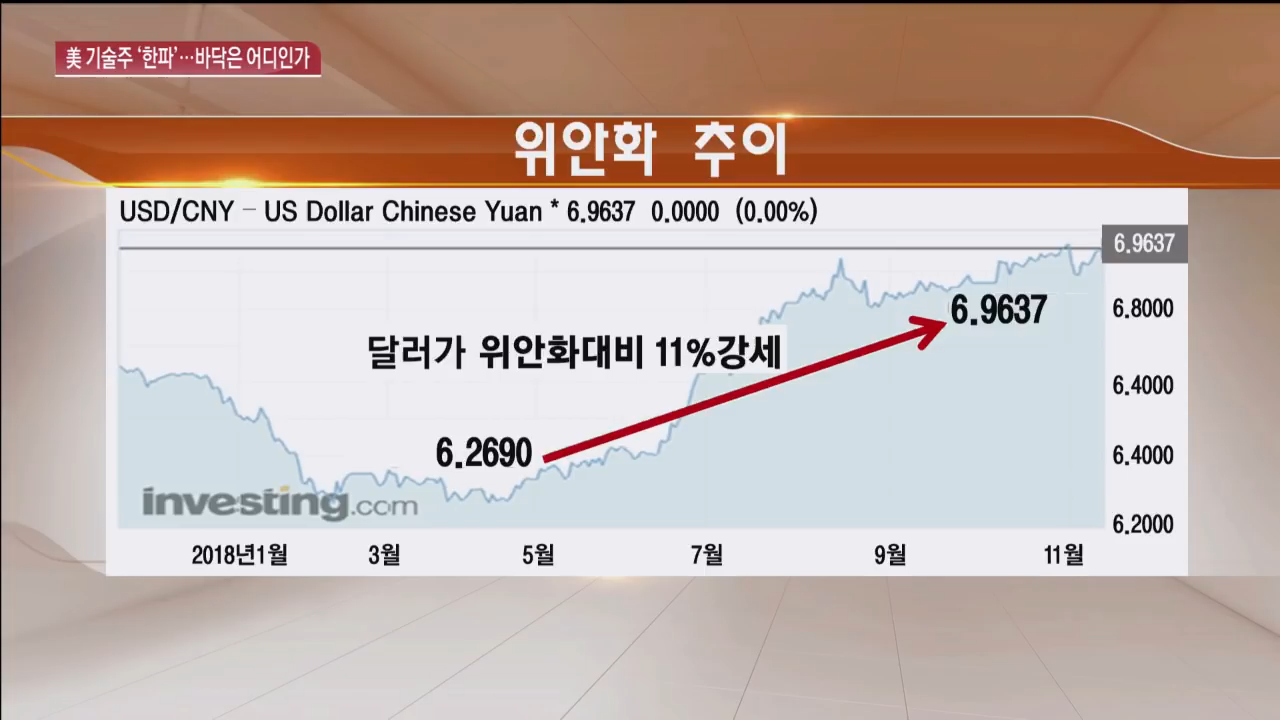 美 기술주 ‘한파’…바닥은 어디인가
위안화 추이
USD/CNY – US Dollar Chinese Yuan * 6.9637 0.0000 (0.00%)
6.9637
6.9637
6.8000
달러가 위안화대비 11%강세
6.4000
6.2690
6.4000
investing.com
6.2000
2018년1월 3월 5월 7월 9월 11월